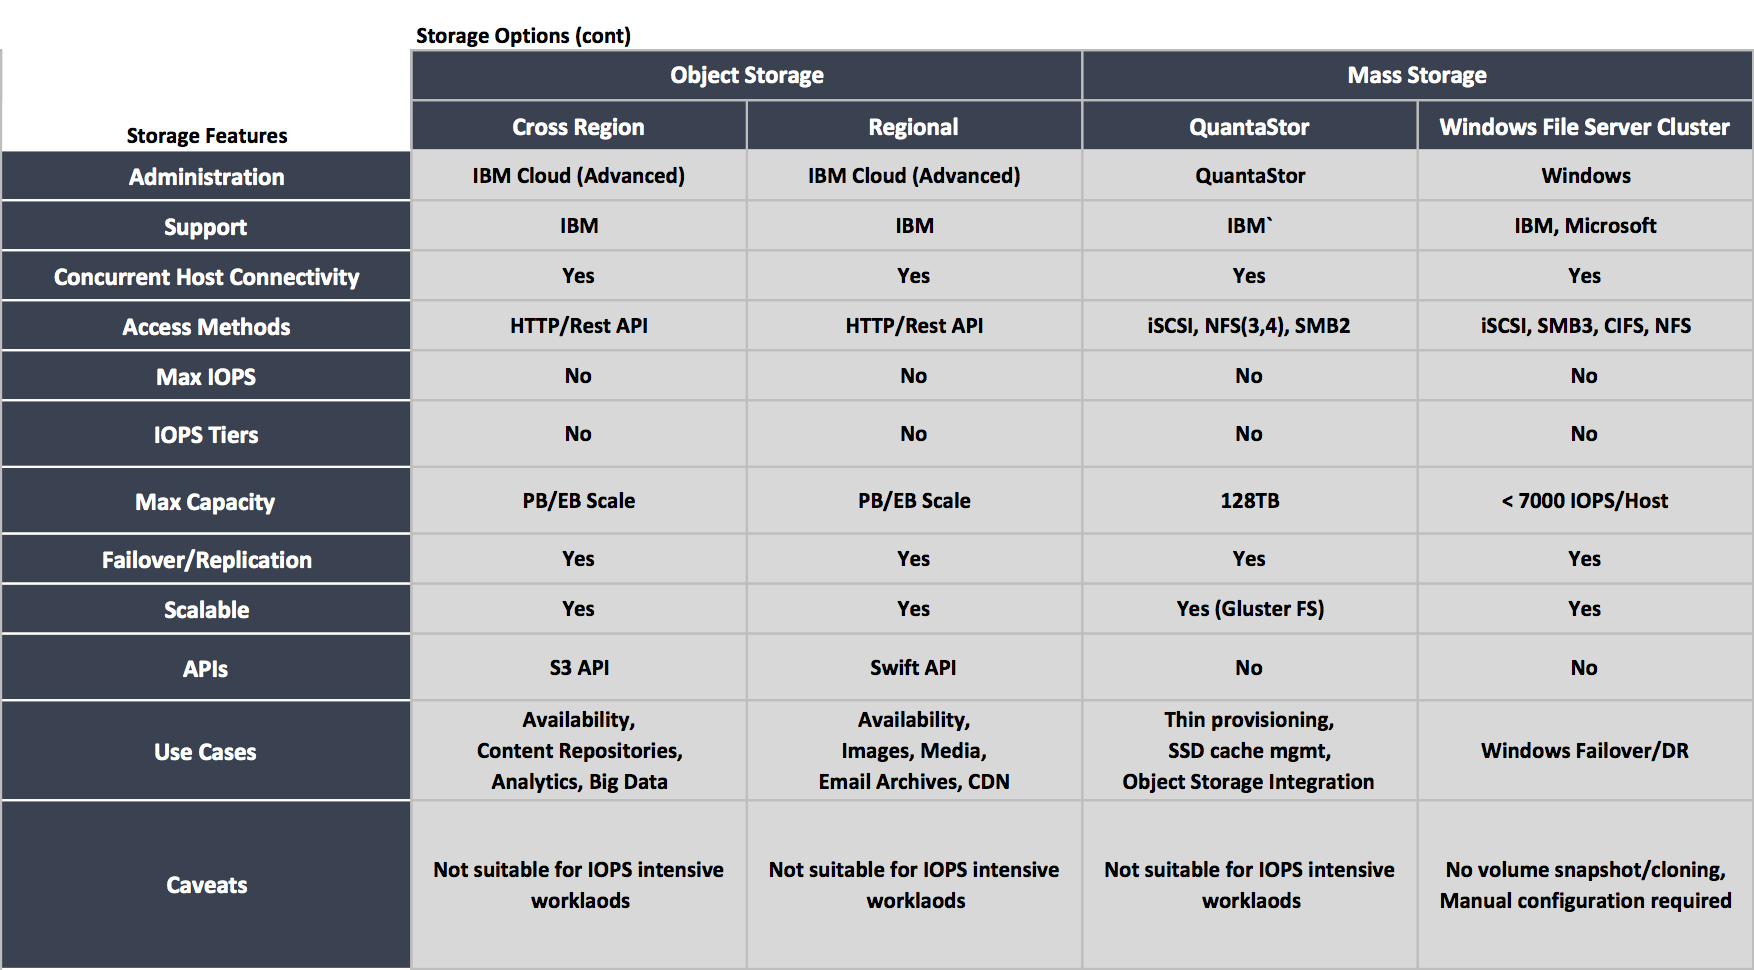 Storage Options (cont)
Object Storage Mass Storage
Storage Features Cross Region Regional QuantaStor Windows File Server Cluster
Administration IBM Cloud (Advanced) IBM Cloud (Advanced) QuantaStor Windows
Support IBM IBM IBM` IBM, Microsoft
Concurrent Host Connectivity Yes Yes Yes Yes
Access Methods HTTP/Rest API HTTP/Rest API iSCSI, NFS(3,4), SMB2 iSCSI, SMB3, CIFS, NFS
Max IOPS No No No No
IOPS Tiers No No No No
Max Capacity PB/EB Scale PB/EB Scale 128TB < 7000 IOPS/Host
Failover/Replication Yes Yes Yes Yes
Scalable Yes Yes Yes (Gluster FS) Yes
APIs S3 API Swift API No No
Availability, Availability, Thin provisioning,
Use Cases Content Repositories, Images, Media, SSD cache mgmt, Windows Failover/DR
Analytics, Big Data Email Archives, CDN Object Storage Integration
Caveats Not suitable for IOPS intensive Not suitable for IOPS intensive Not suitable for IOPS intensive No volume snapshot/cloning,
worklaods worklaods worklaods Manual configuration required